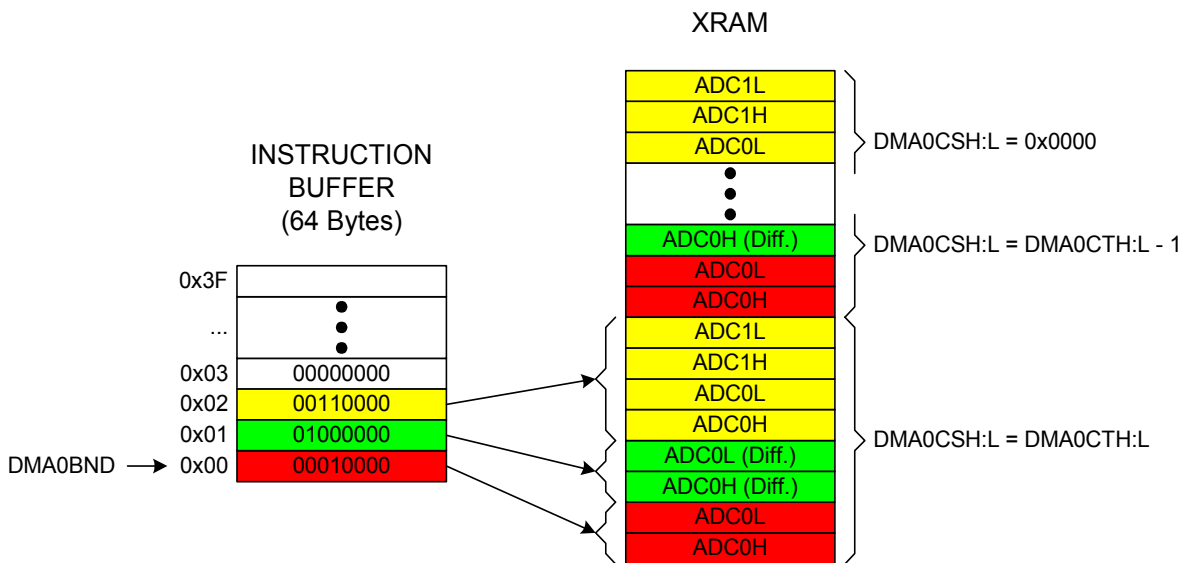 XRAM
INSTRUCTION
BUFFER
(64 Bytes)
0x3F
...
0x03 00000000
0x02 00110000
0x01 01000000
DMA0BND 0x00 00010000
ADC1L
ADC1H
ADC0L
ADC0H (Diff.)
ADC0L
ADC0H
ADC1L
ADC1H
ADC0L
ADC0H
ADC0L (Diff.)
ADC0H (Diff.)
ADC0L
ADC0H
DMA0CSH:L = 0x0000
DMA0CSH:L = DMA0CTH:L - 1
DMA0CSH:L = DMA0CTH:L